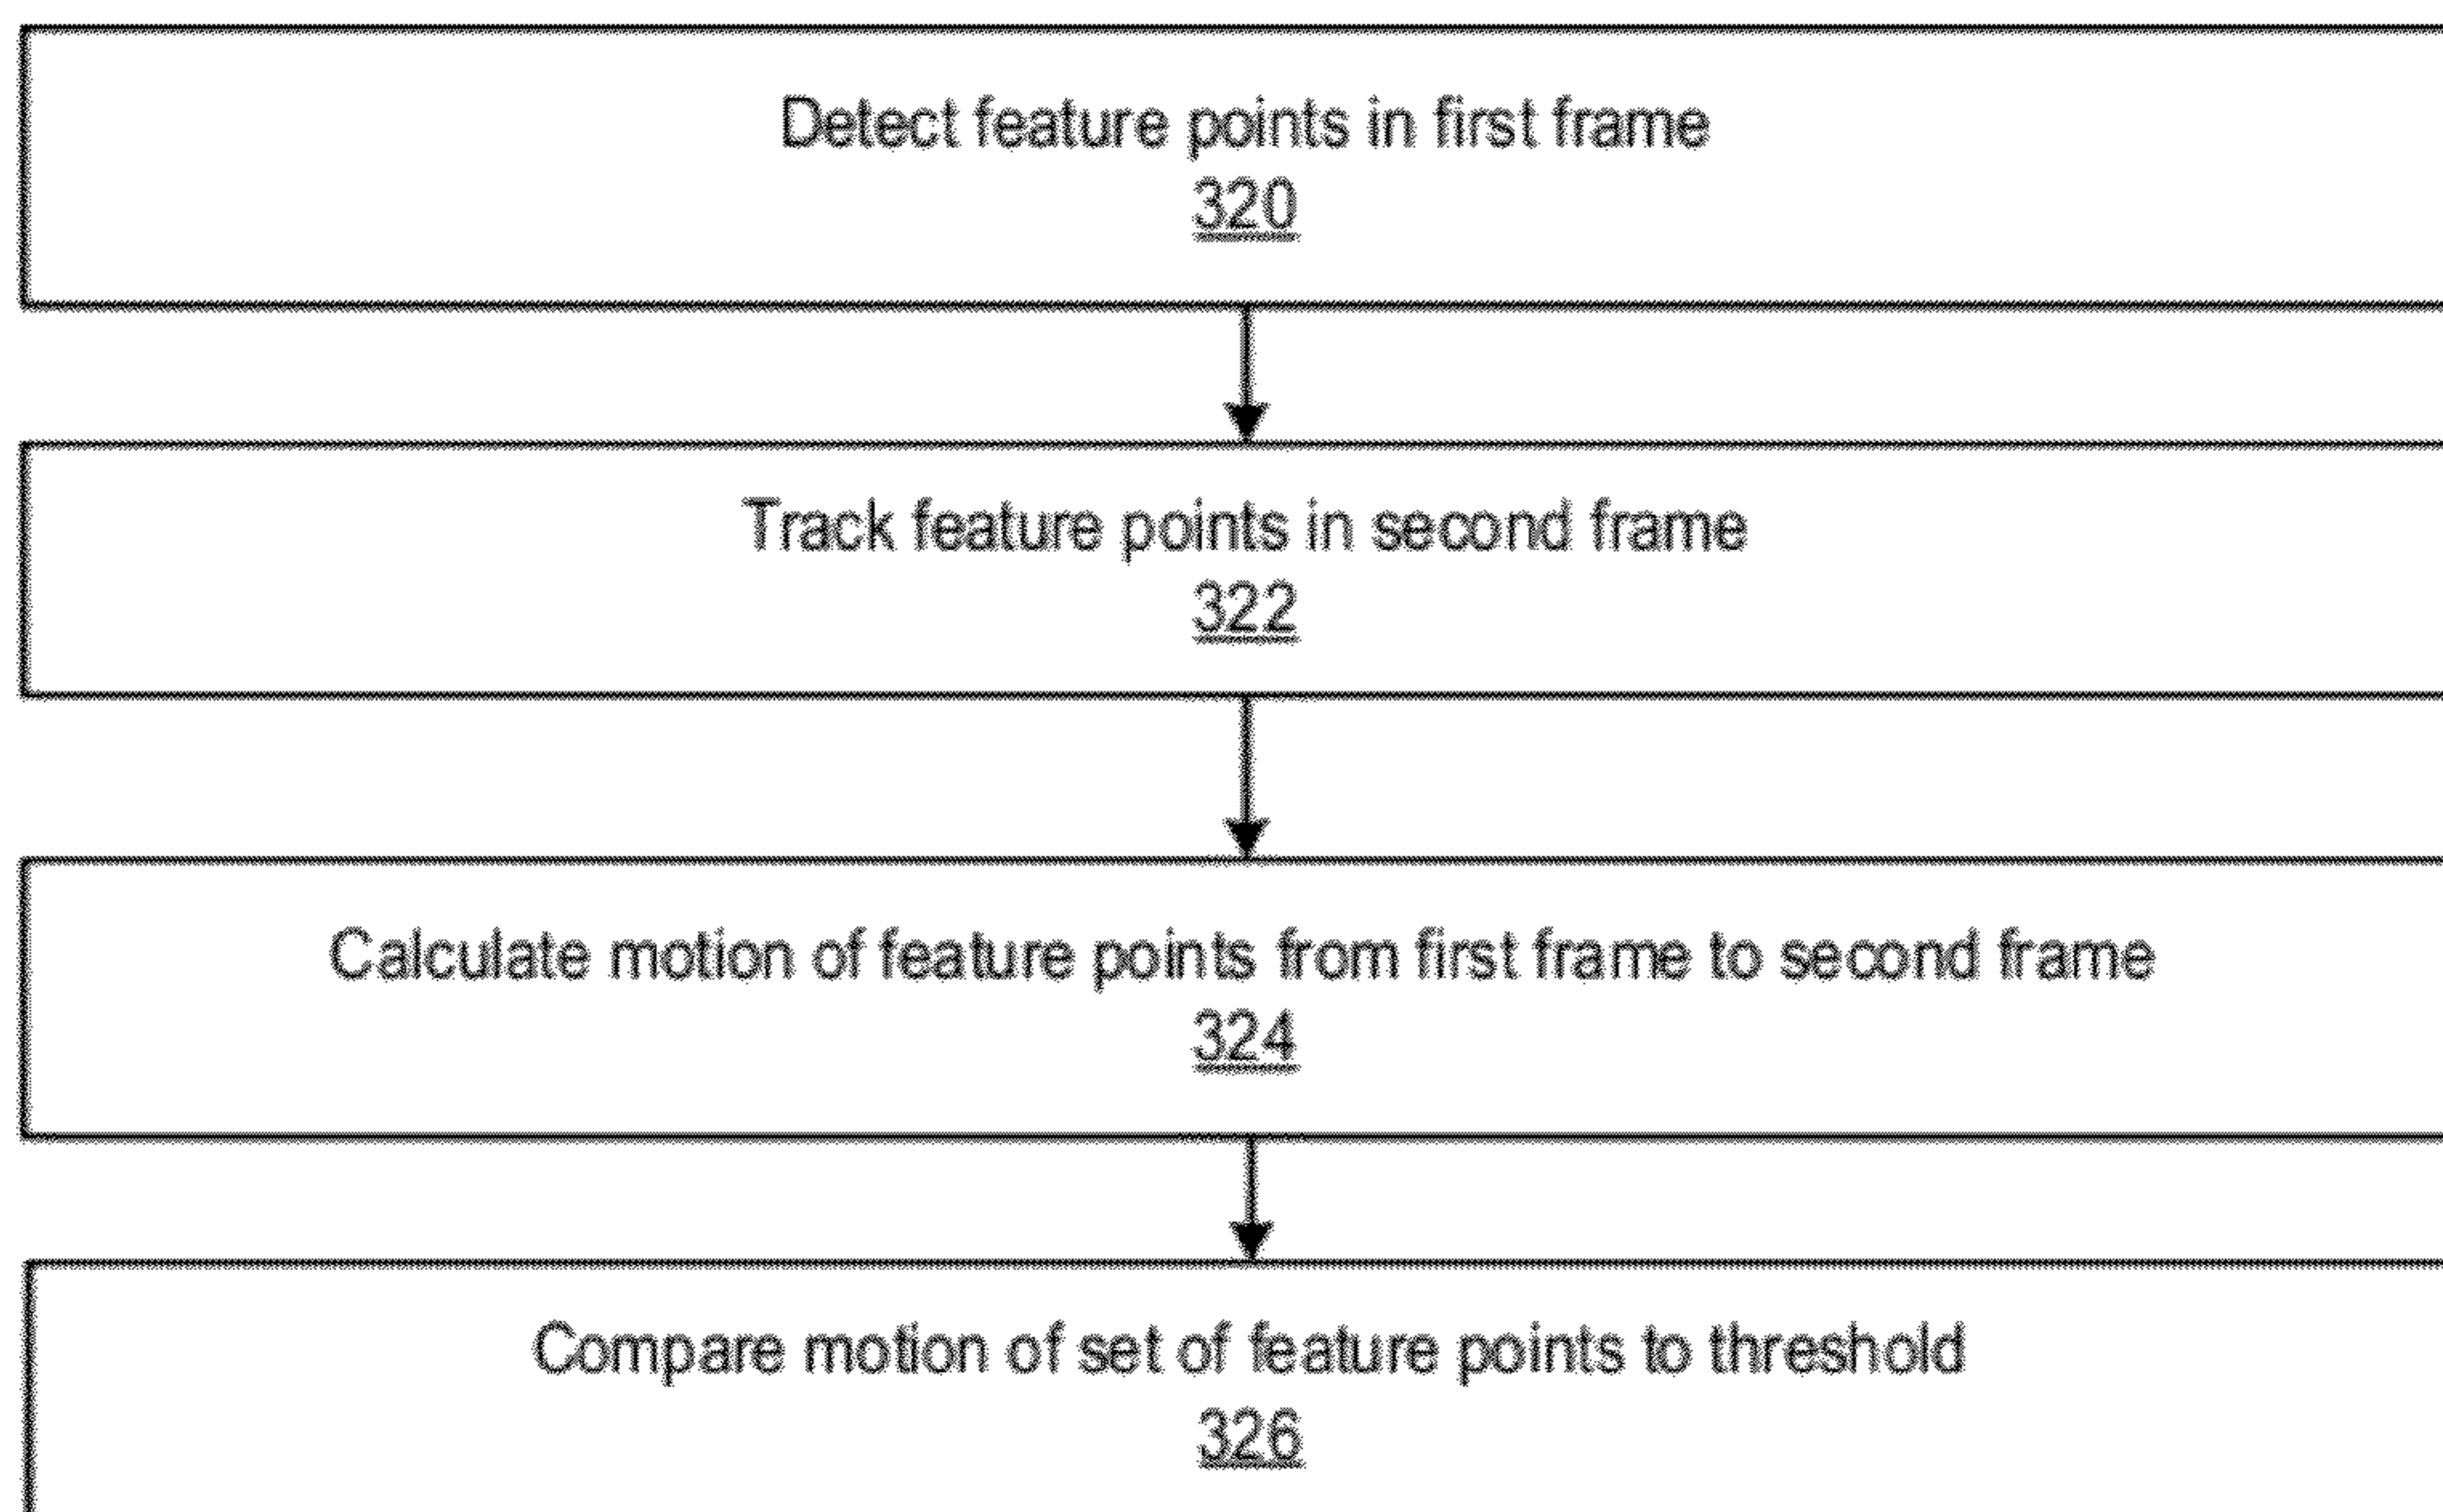 Detect feature points in first frame
320
Track feature points in second frame
322
Calculate motion of feature points from first frame to second frame
324
Compare motion of set of feature points to threshold
326